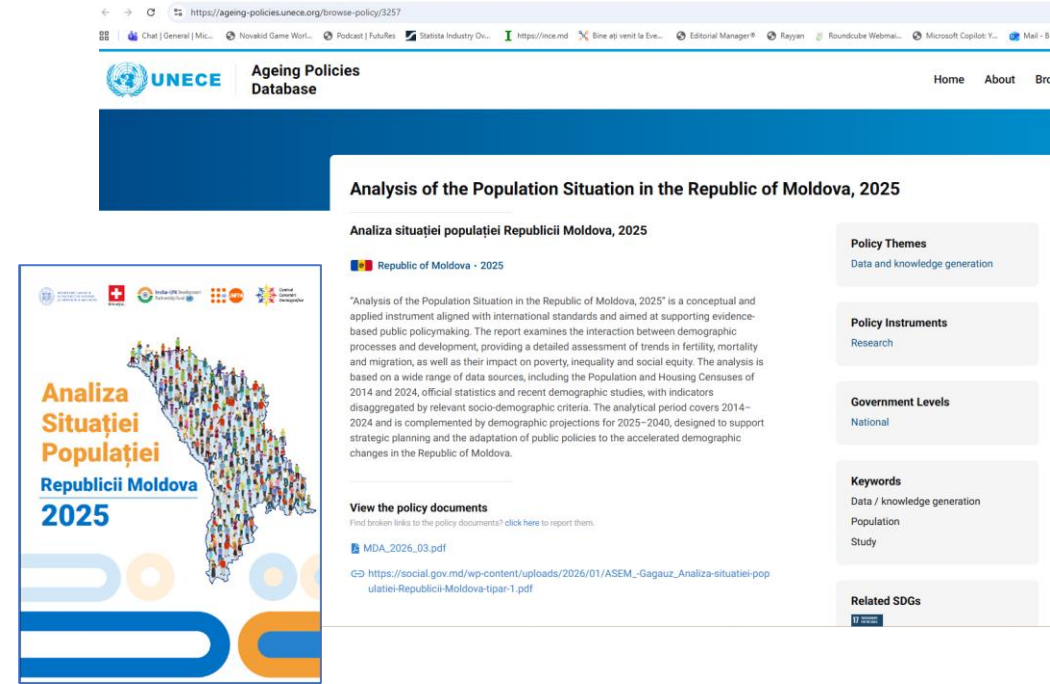 https://ageing-policies.unece.org/browse-policy/3257
Chat | General | Mic...
Novakid Game Worl...
Podcast | FutuRes
Statista Industry Ov...
https://ince.md
Bine ați venit la Eve...
Editorial Manager®
Rayyan
Roundcube Webmai...
Microsoft Copilot: Y...
Mail - B
UNECE
Ageing Policies
Database
Home About Bro
Analysis of the Population Situation in the Republic of Moldova, 2025
Analiza situației populației Republicii Moldova, 2025
Republic of Moldova - 2025
"Analysis of the Population Situation in the Republic of Moldova, 2025" is a conceptual and
applied instrument aligned with international standards and aimed at supporting evidence-
based public policymaking. The report examines the interaction between demographic
processes and development, providing a detailed assessment of trends in fertility, mortality
and migration, as well as their impact on poverty, inequality and social equity. The analysis is
based on a wide range of data sources, including the Population and Housing Censuses of
2014 and 2024, official statistics and recent demographic studies, with indicators
disaggregated by relevant socio-demographic criteria. The analytical period covers 2014–
2024 and is complemented by demographic projections for 2025–2040, designed to support
strategic planning and the adaptation of public policies to the accelerated demographic
changes in the Republic of Moldova.
View the policy documents
Find broken links to the policy documents? click here to report them.
MDA_2026_03.pdf
https://social.gov.md/wp-content/uploads/2026/01/ASEM_-Gagauz_Analiza-situatiei-pop
ulatiei-Republicii-Moldova-tipar-1.pdf
Policy Themes
Data and knowledge generation
Policy Instruments
Research
Government Levels
National
Keywords
Data / knowledge generation
Population
Study
Related SDGs
17
Analiza
Situației
Populației
Republicii Moldova
2025